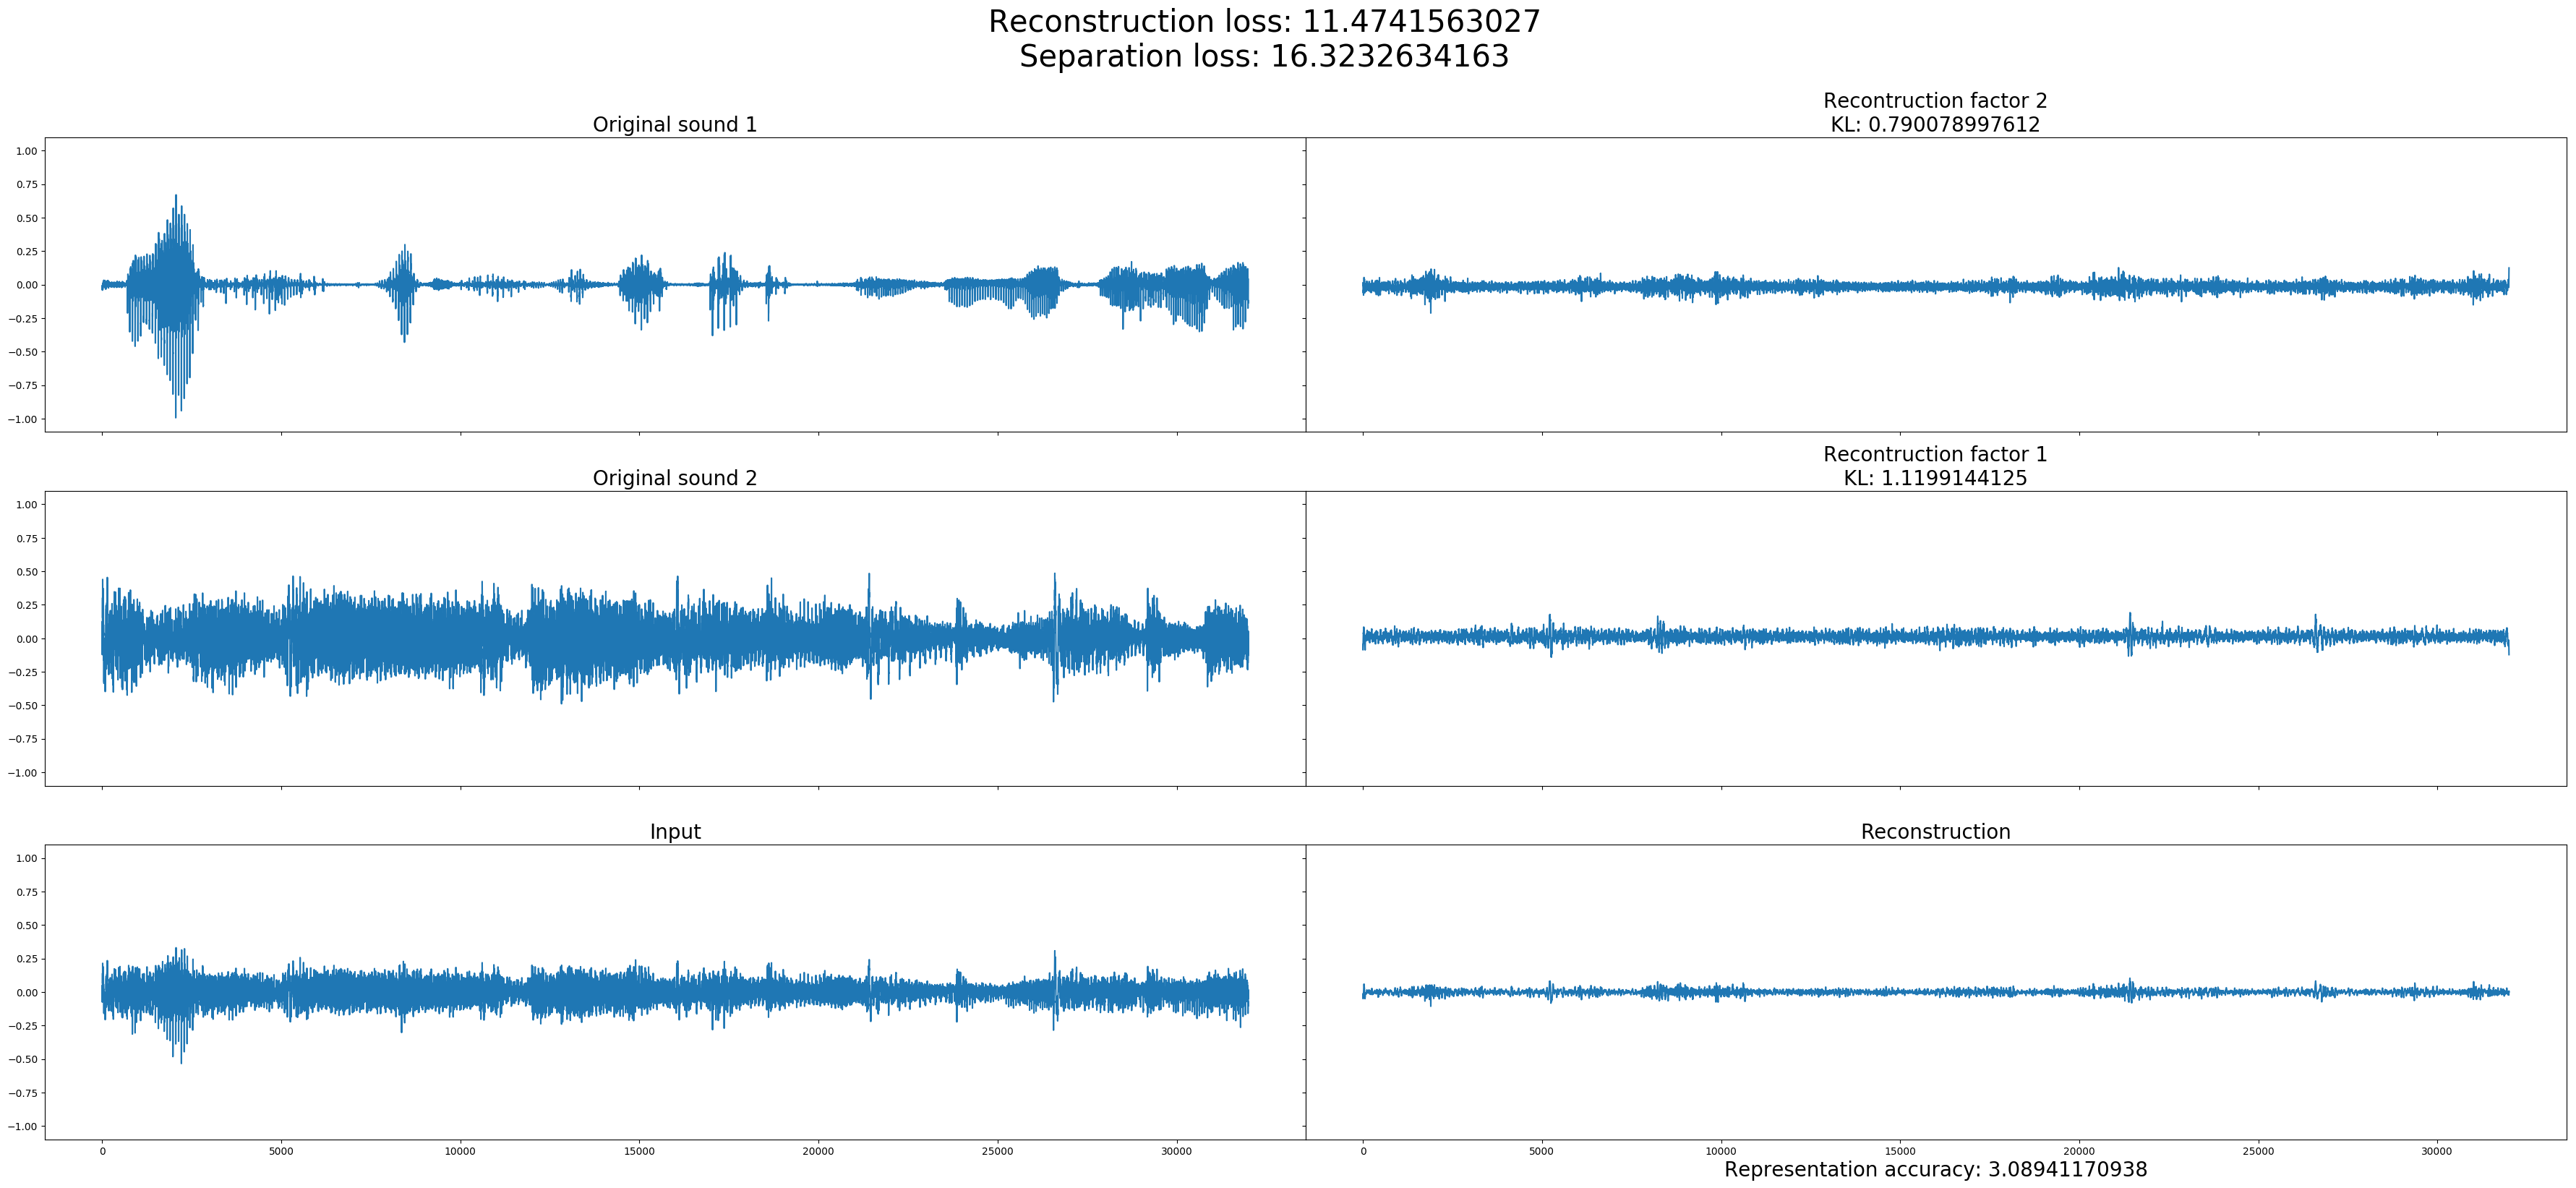 Reconstruction loss: 11.4741563027
Separation loss: 16.3232634163
Original sound 1
Recontruction factor 2
KL: 0.790078997612
1.00
0.75
0.50
0.25
0.00
−0.25
−0.50
−0.75
−1.00
Original sound 2
Recontruction factor 1
KL: 1.1199144125
1.00
0.75
0.50
0.25
0.00
−0.25
−0.50
−0.75
−1.00
Input
Reconstruction
1.00
0.75
0.50
0.25
0.00
−0.25
−0.50
−0.75
−1.00
0 5000 10000 15000 20000 25000 30000
0 5000 10000 15000 20000 25000 30000
Representation accuracy: 3.08941170938